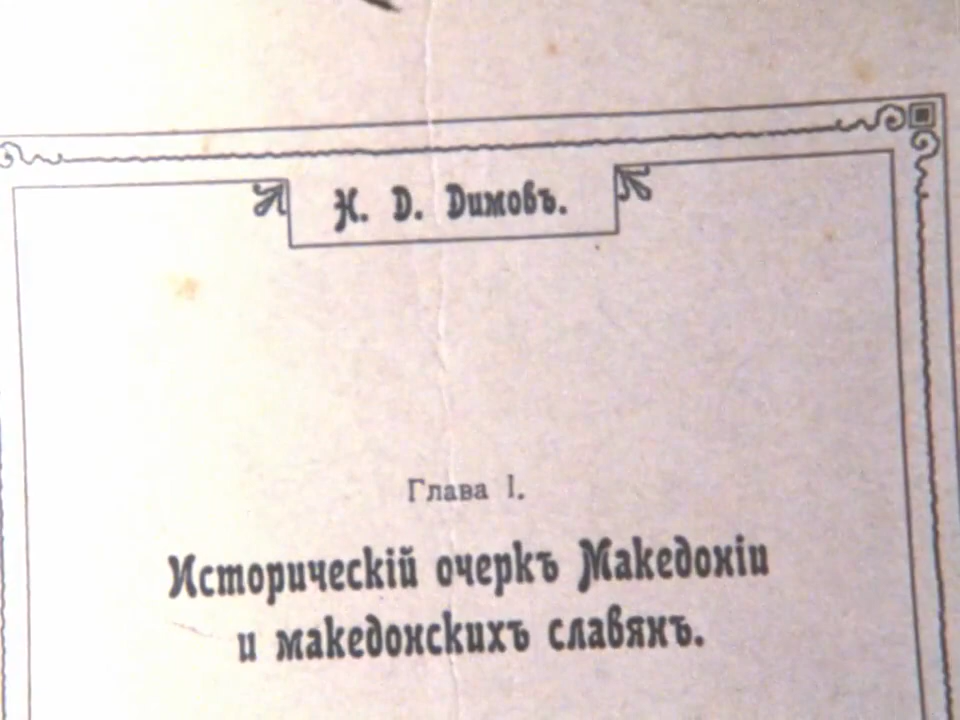 Н. D. Димовъ.
Глава I.
Историческій очеркъ Македоніи
и македонскихъ славянъ.